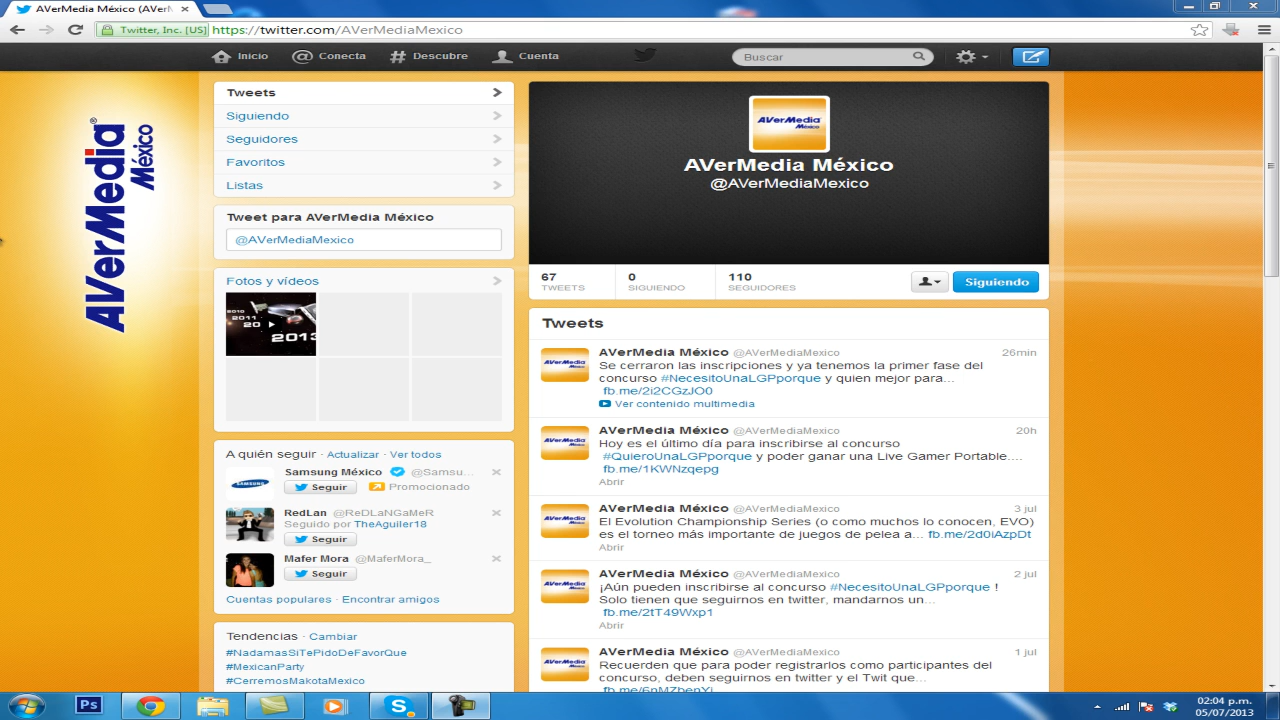 AVerMedia México (AVerM
Twitter, Inc. [US] https://twitter.com/AVerMediaMexico
Inicio @ Conecta # Descubre Cuenta Buscar
AVerMedia®
México
Tweets
Siguiendo
Seguidores
Favoritos
Listas
Tweet para AVerMedia México
@AVerMediaMexico
Fotos y vídeos
2010
2011
20
2013
A quién seguir · Actualizar · Ver todos
Samsung México @Samsu...
SAMSUNG
Seguir Promocionado
RedLan @ReDLaNGaMeR
Seguido por TheAguiler18
Seguir
Mafer Mora @MaferMora_
Seguir
Cuentas populares · Encontrar amigos
Tendencias · Cambiar
#NadamasSiTePidoDeFavorQue
#MexicanParty
#CerremosMakotaMexico
AVerMedia
México
AVerMedia México
@AVerMediaMexico
67 TWEETS
0 SIGUIENDO
110 SEGUIDORES
Siguiendo
Tweets
AVerMedia México @AVerMediaMexico 26min
Se cerraron las inscripciones y ya tenemos la primer fase del
concurso #NecesitoUnaLGPporque y quien mejor para...
fb.me/2i2CGzJO0
Ver contenido multimedia
AVerMedia México @AVerMediaMexico 20h
Hoy es el último día para inscribirse al concurso
#QuieroUnaLGPporque y poder ganar una Live Gamer Portable....
fb.me/1KWNzqepg
Abrir
AVerMedia México @AVerMediaMexico 3 jul
El Evolution Championship Series (o como muchos lo conocen, EVO)
es el torneo más importante de juegos de pelea a... fb.me/2d0iAzpDt
Abrir
AVerMedia México @AVerMediaMexico 2 jul
¡Aún pueden inscribirse al concurso #NecesitoUnaLGPporque !
Solo tienen que seguirnos en twitter, mandarnos un...
fb.me/2tT49Wxp1
Abrir
AVerMedia México @AVerMediaMexico 1 jul
Recuerden que para poder registrarlos como participantes del
concurso, deben seguirnos en twitter y el Twit que...
fb.me/6nMZbenYi
Ps
02:04 p.m.
05/07/2013